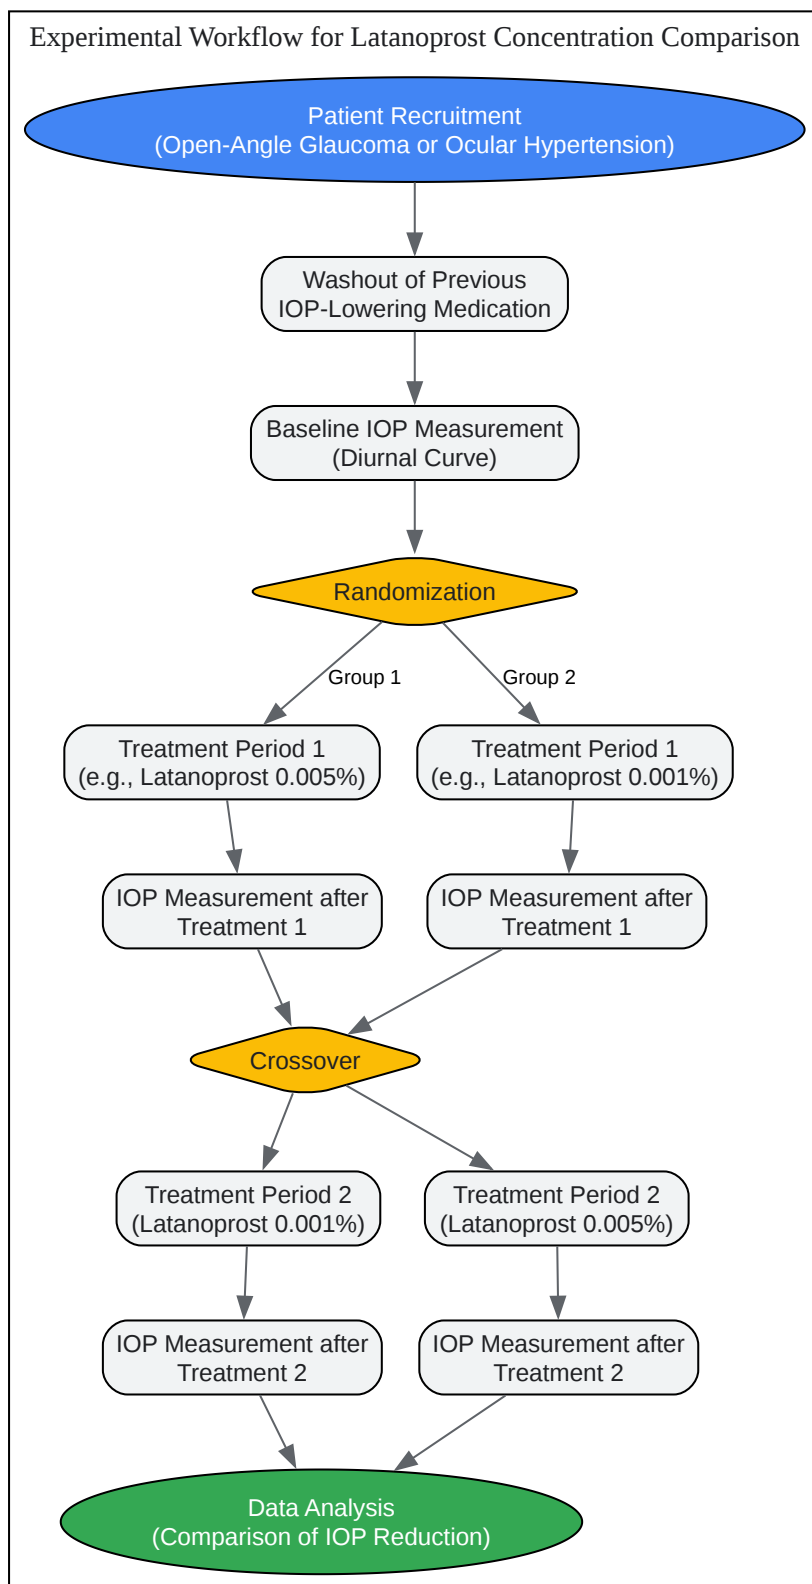 Experimental Workflow for Latanoprost Concentration Comparison
Patient Recruitment
(Open-Angle Glaucoma or Ocular Hypertension)
Washout of Previous
IOP-Lowering Medication
Baseline IOP Measurement
(Diurnal Curve)
Randomization
Group 1
Group 2
Treatment Period 1
(e.g., Latanoprost 0.005%)
Treatment Period 1
(e.g., Latanoprost 0.001%)
IOP Measurement after
Treatment 1
IOP Measurement after
Treatment 1
Crossover
Treatment Period 2
(Latanoprost 0.001%)
Treatment Period 2
(Latanoprost 0.005%)
IOP Measurement after
Treatment 2
IOP Measurement after
Treatment 2
Data Analysis
(Comparison of IOP Reduction)